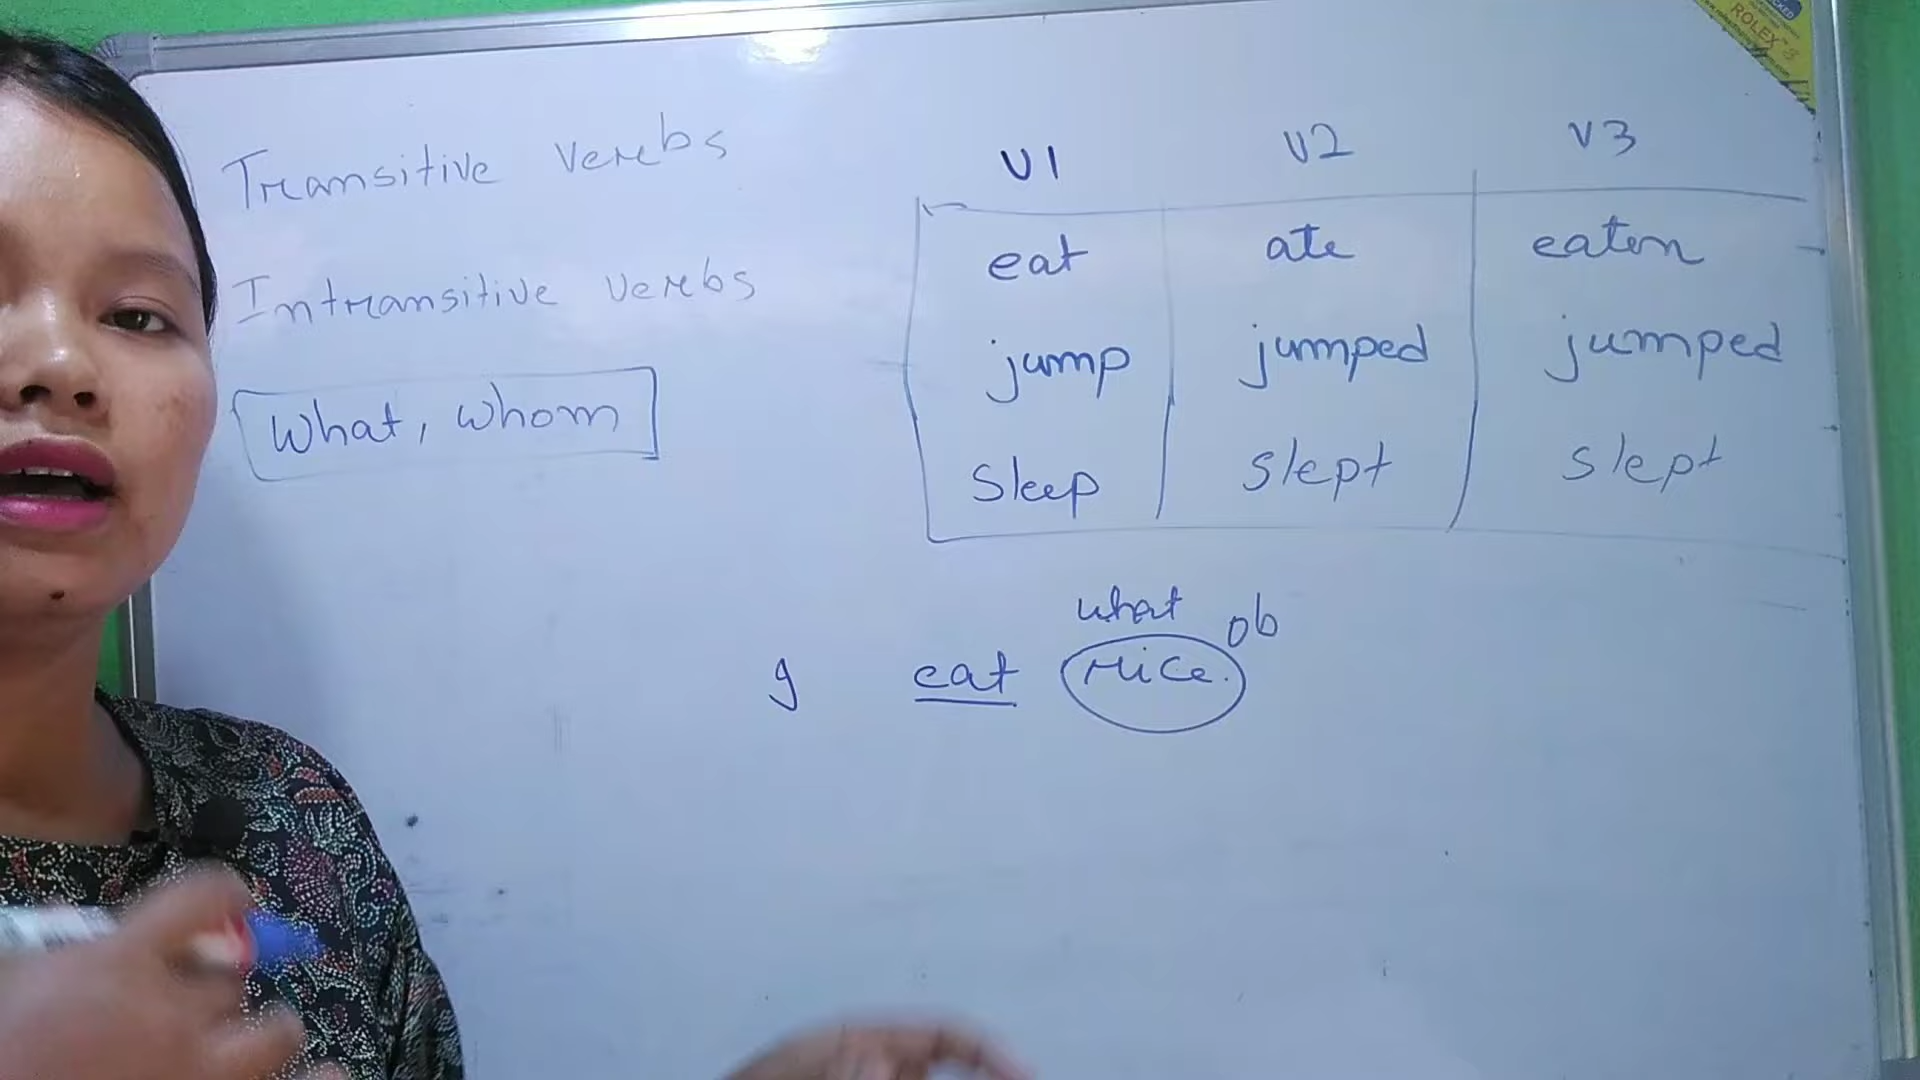 Transitive verbs
Intransitive verbs
What, whom
V1 V2 V3
eat ate eaten
jump jumped jumped
Sleep slept slept
what ob
I eat rice.
ROLEX